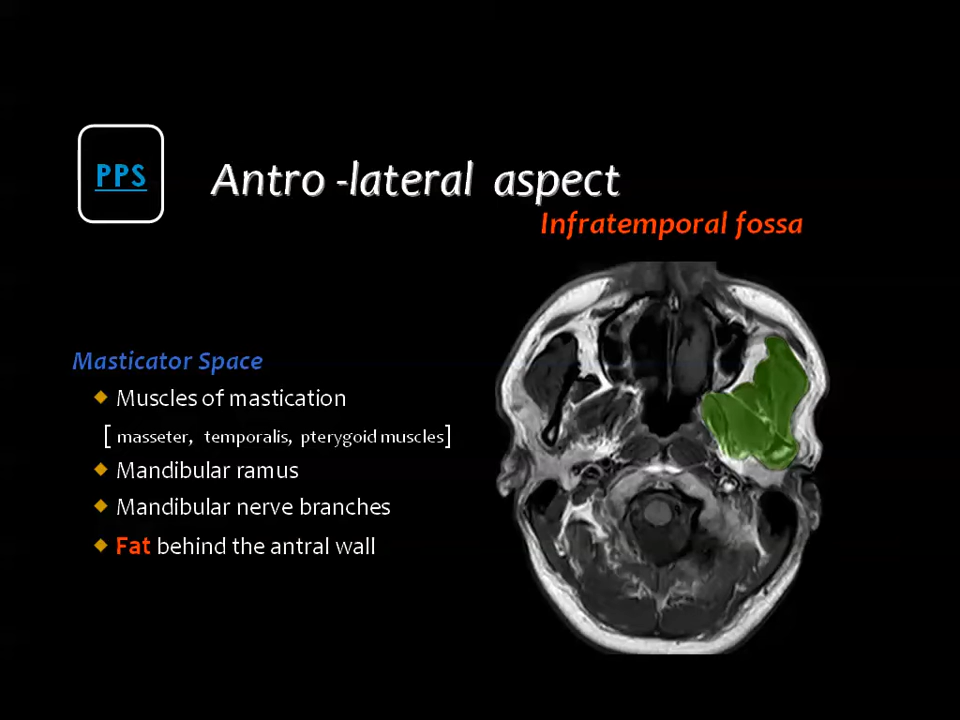 PPS
Antro -lateral aspect
Infratemporal fossa
Masticator Space
Muscles of mastication
[ masseter, temporalis, pterygoid muscles]
Mandibular ramus
Mandibular nerve branches
Fat behind the antral wall